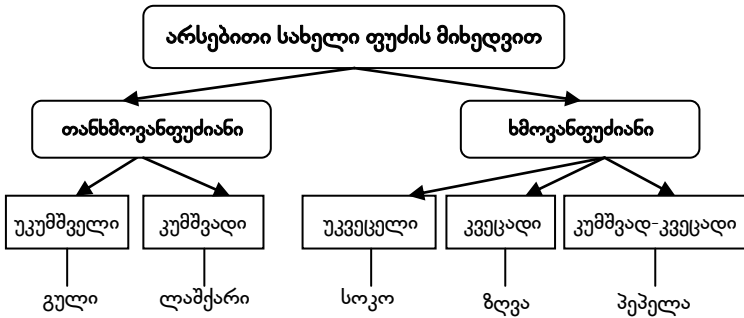 არსებითი სახელი ფუძის მიხედვით
თანხმოვანფუძიანი
ხმოვანფუძიანი
უკუმშველი
კუმშვადი
უკვეცელი
კვეცადი
კუმშვად-კვეცადი
გული
ლაშქარი
სოკო
ზღვა
პეპელა